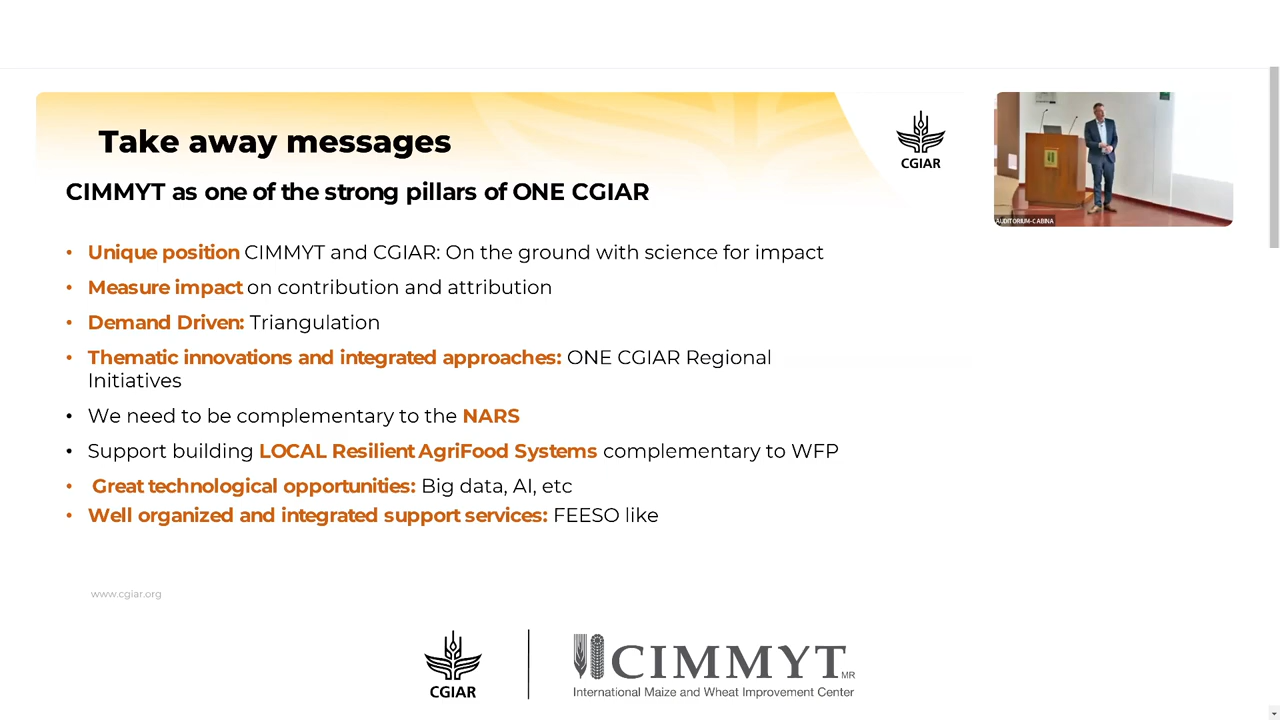 Take away messages
CGIAR
CIMMYT as one of the strong pillars of ONE CGIAR
AUDITORIUM-CABINA
• Unique position CIMMYT and CGIAR: On the ground with science for impact
• Measure impact on contribution and attribution
• Demand Driven: Triangulation
• Thematic innovations and integrated approaches: ONE CGIAR Regional
Initiatives
• We need to be complementary to the NARS
• Support building LOCAL Resilient AgriFood Systems complementary to WFP
• Great technological opportunities: Big data, AI, etc
• Well organized and integrated support services: FEESO like
www.cgiar.org
CGIAR
CIMMYT MR
International Maize and Wheat Improvement Center